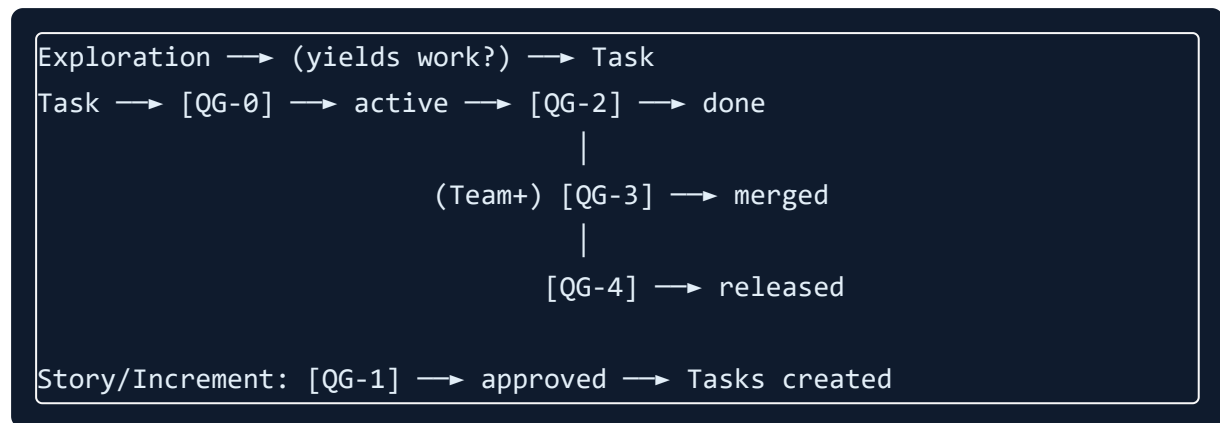 Exploration ──► (yields work?) ──► Task
Task ──► [QG-0] ──► active ──► [QG-2] ──► done
│
(Team+) [QG-3] ──► merged
│
[QG-4] ──► released
Story/Increment: [QG-1] ──► approved ──► Tasks created